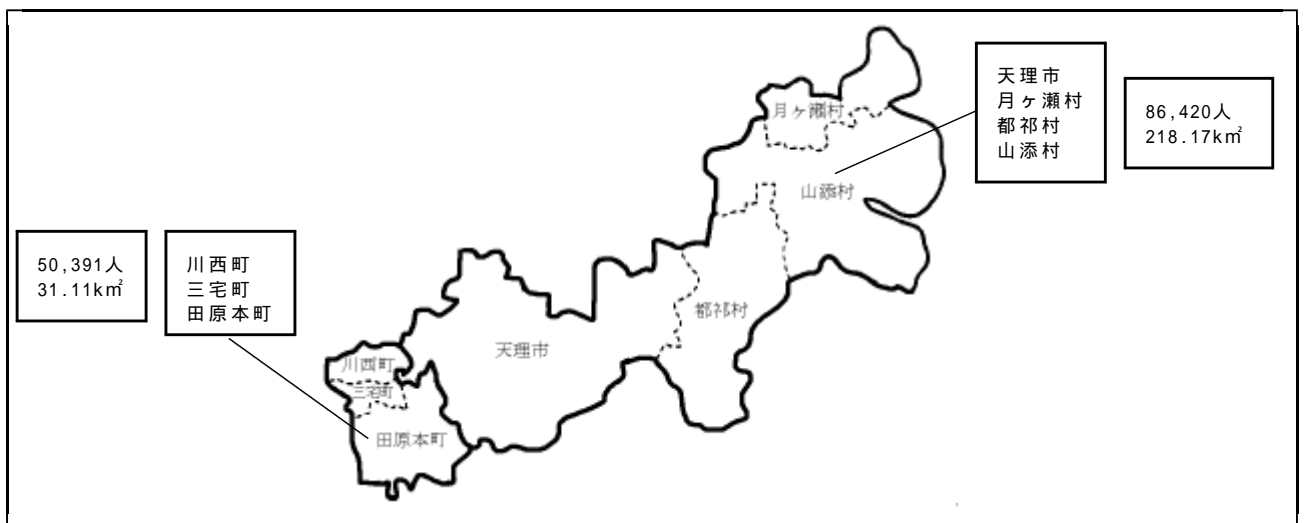 天理市
月ヶ瀬村
都祁村
山添村
86,420人
218.17k㎡
月ヶ瀬村
山添村
50,391人
31.11k㎡
川西町
三宅町
田原本町
都祁村
天理市
川西町
三宅町
田原本町